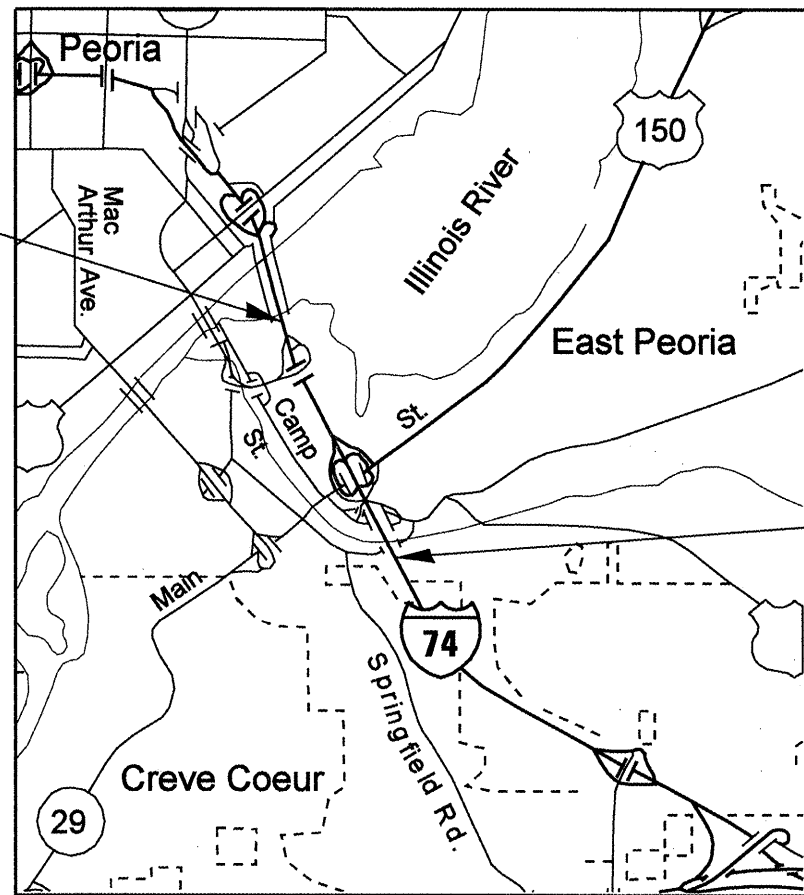 Peoria
150
Mac
Arthur Ave.
Illinois River
East Peoria
St.
Camp
St.
Main
74
Springfield Rd.
Creve Coeur
29